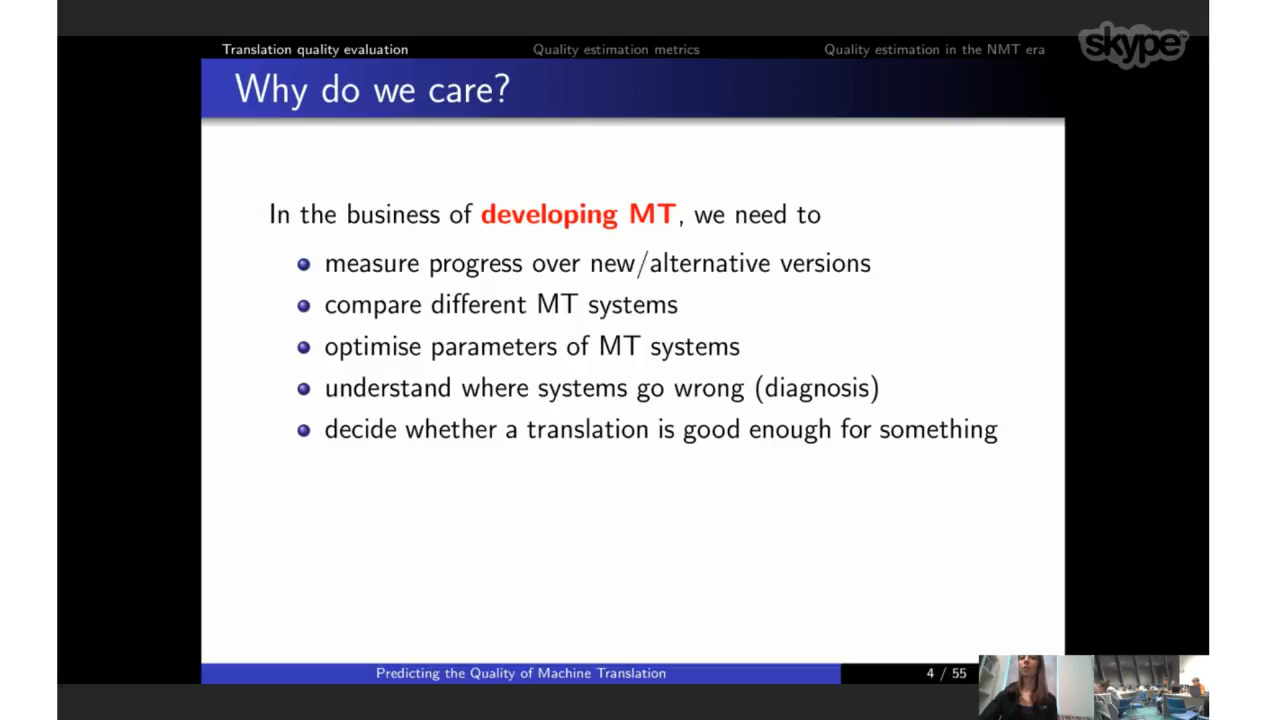 Translation quality evaluation Quality estimation metrics Quality estimation in the NMT era
skype
Why do we care?
In the business of developing MT, we need to
measure progress over new/alternative versions
compare different MT systems
optimise parameters of MT systems
understand where systems go wrong (diagnosis)
decide whether a translation is good enough for something
Predicting the Quality of Machine Translation 4 / 55